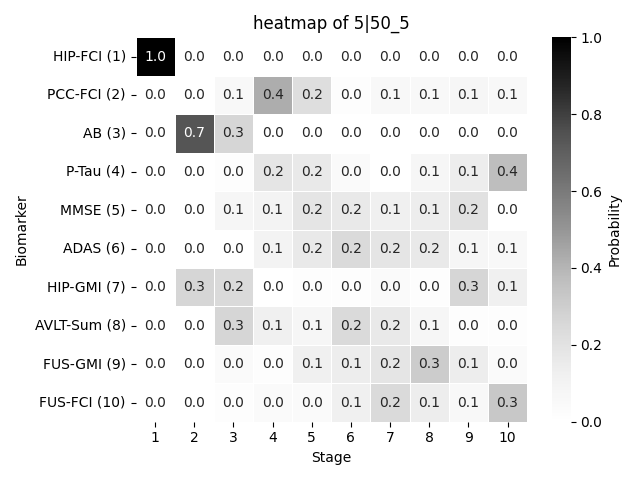 heatmap of 5|50_5
HIP-FCI (1) 1.0 0.0 0.0 0.0 0.0 0.0 0.0 0.0 0.0 0.0
PCC-FCI (2) 0.0 0.0 0.1 0.4 0.2 0.0 0.1 0.1 0.1 0.1
AB (3) 0.0 0.7 0.3 0.0 0.0 0.0 0.0 0.0 0.0 0.0
P-Tau (4) 0.0 0.0 0.0 0.2 0.2 0.0 0.0 0.1 0.1 0.4
MMSE (5) 0.0 0.0 0.1 0.1 0.2 0.2 0.1 0.1 0.2 0.0
ADAS (6) 0.0 0.0 0.0 0.1 0.2 0.2 0.2 0.2 0.1 0.1
HIP-GMI (7) 0.0 0.3 0.2 0.0 0.0 0.0 0.0 0.0 0.3 0.1
AVLT-Sum (8) 0.0 0.0 0.3 0.1 0.1 0.2 0.2 0.1 0.0 0.0
FUS-GMI (9) 0.0 0.0 0.0 0.0 0.1 0.1 0.2 0.3 0.1 0.0
FUS-FCI (10) 0.0 0.0 0.0 0.0 0.0 0.1 0.2 0.1 0.1 0.3
1 2 3 4 5 6 7 8 9 10
Stage
Biomarker
1.0
0.8
0.6
0.4
0.2
0.0
Probability